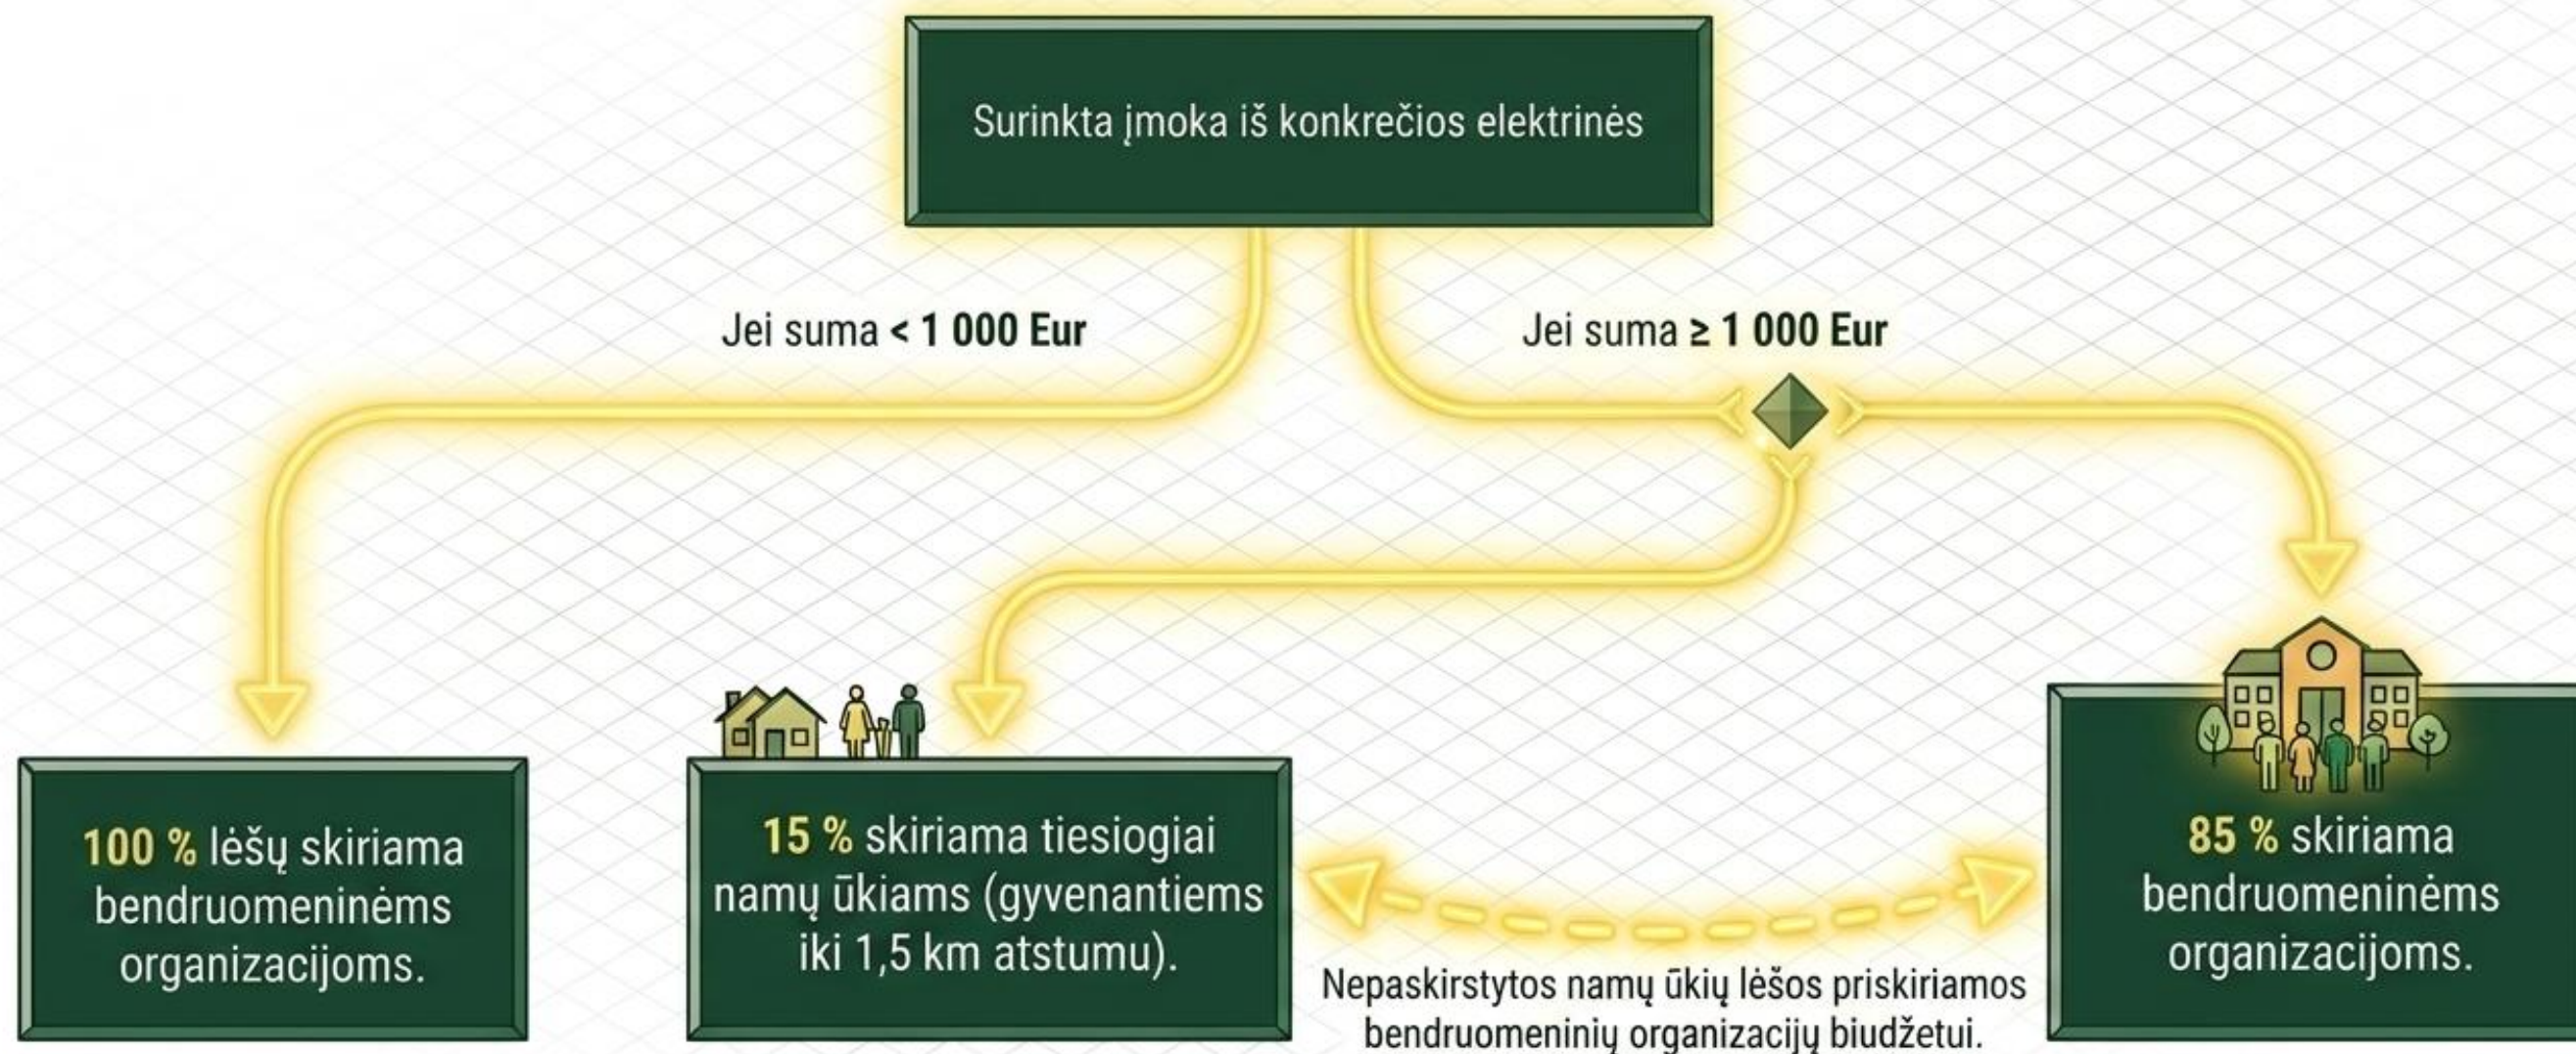 Surinkta įmoka iš konkrečios elektrinės
Jei suma < 1 000 Eur
Jei suma ≥ 1 000 Eur
100 % lėšų skiriama
bendruomeninėms
organizacijoms.
15 % skiriama tiesiogiai
namų ūkiams (gyvenantiems
iki 1,5 km atstumu).
Nepaskirstytos namų ūkių lėšos priskiriamos
bendruomeninių organizacijų biudžetui.
85 % skiriama
bendruomeninėms
organizacijoms.